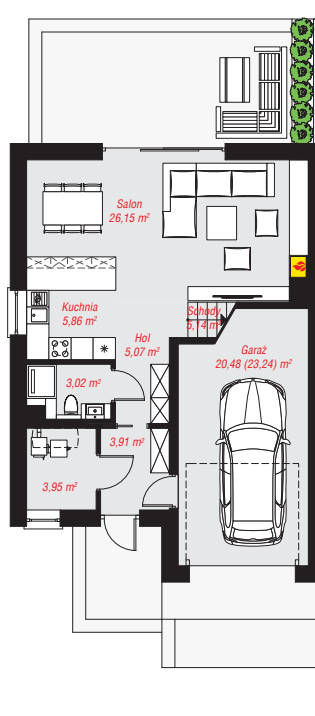 Salon
26,15 m²
Kuchnia
5,86 m²
Schody
5,14 m²
Hol
5,07 m²
Garaż
20,48 (23,24) m²
3,02 m²
3,91 m²
3,95 m²